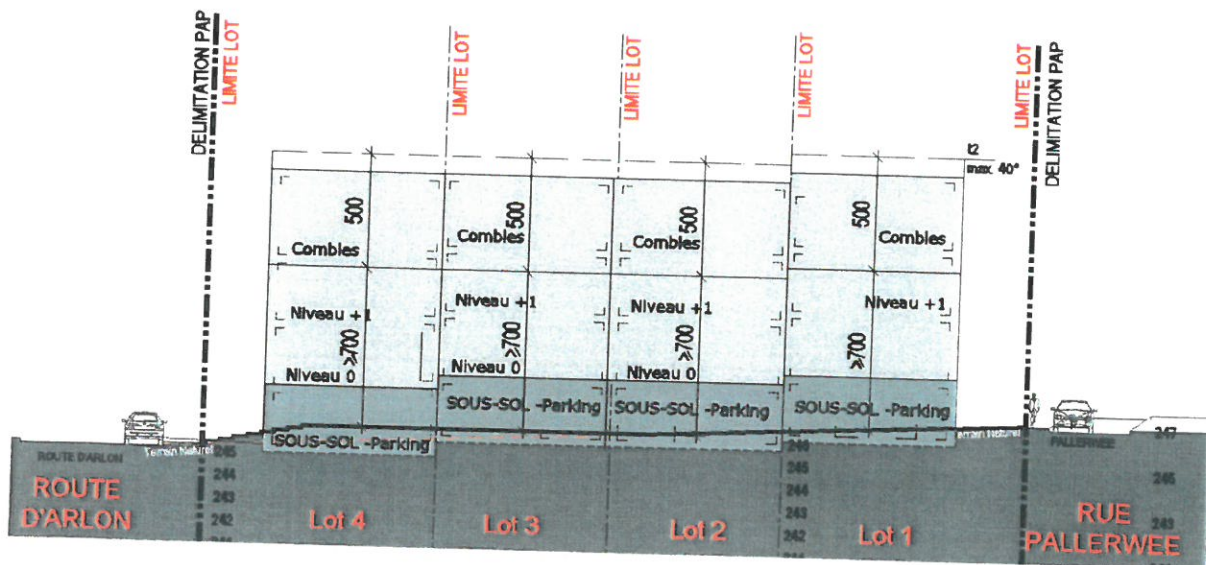 DELIMITATION PAP
LIMITE LOT
LIMITE LOT
LIMITE LOT
LIMITE LOT
LIMITE LOT
DELIMITATION PAP
t2
max. 40°
500
500
500
500
Combles
Combles
Combles
Combles
Niveau +1
Niveau +1
Niveau +1
Niveau +1
≥700
≥700
≥700
≥700
Niveau 0
Niveau 0
Niveau 0
SOUS-SOL -Parking
SOUS-SOL -Parking
SOUS-SOL -Parking
SOUS-SOL -Parking
Terrain Naturel
Terrain Naturel
ROUTE D'ARLON
PALLERWEE
247
245
244
243
242
246
245
244
243
242
245
243
ROUTE
D'ARLON
Lot 4
Lot 3
Lot 2
Lot 1
RUE
PALLERWEE